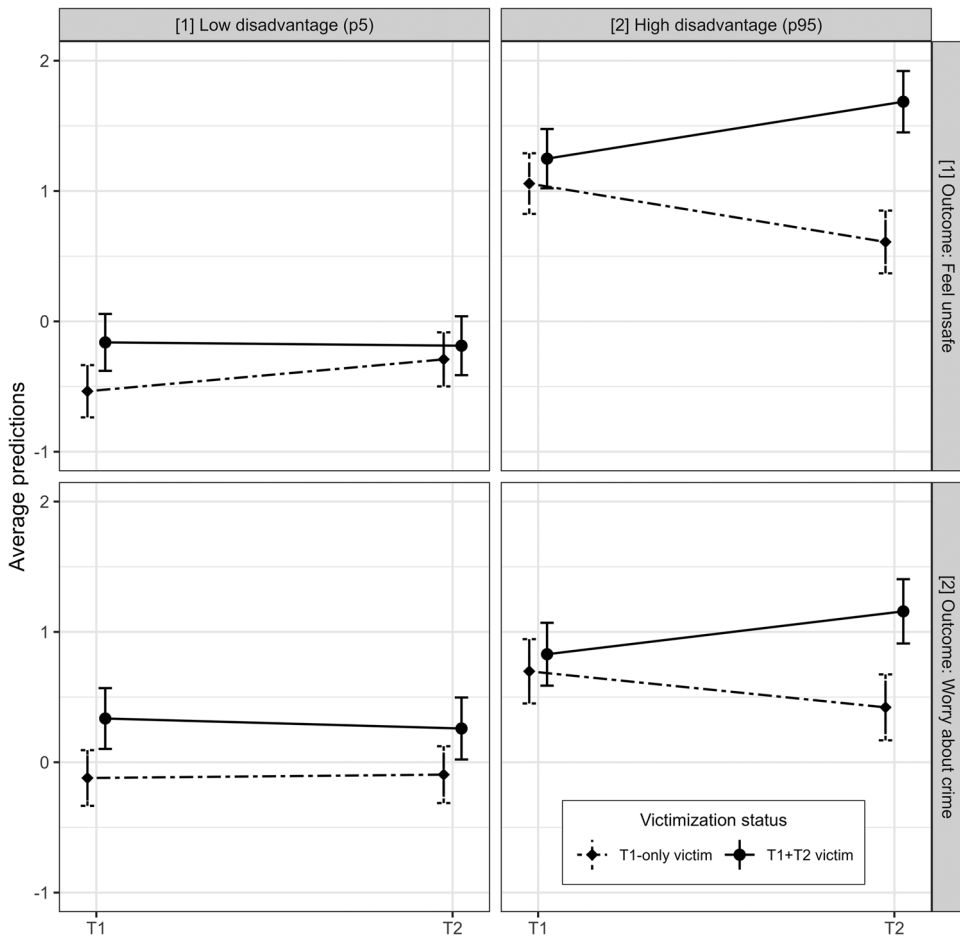 [1] Low disadvantage (p5)
[2] High disadvantage (p95)
Average predictions
2
1
0
-1
[1] Outcome: Feel unsafe
2
1
0
-1
[2] Outcome: Worry about crime
Victimization status
T1-only victim
T1+T2 victim
T1
T2
T1
T2